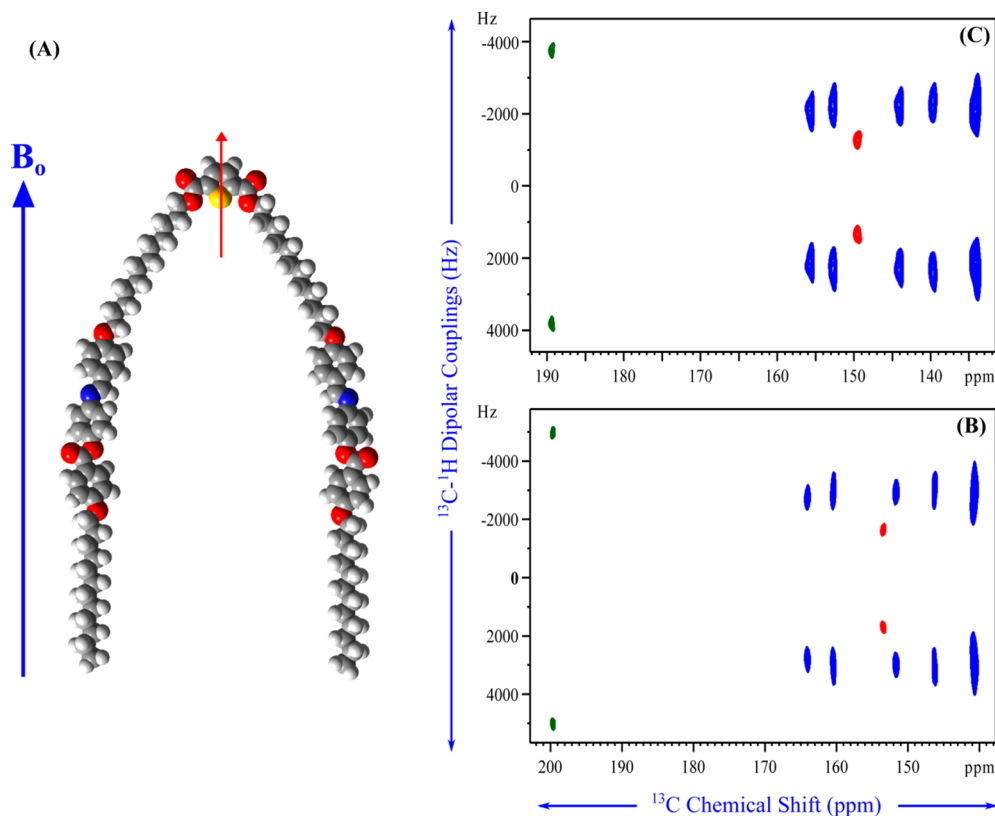 (A)
B₀
¹³C-¹H Dipolar Couplings (Hz)
Hz
(C)
-4000
-2000
0
2000
4000
190 180 170 160 150 140 ppm
Hz
(B)
-4000
-2000
0
2000
4000
200 190 180 170 160 150 ppm
¹³C Chemical Shift (ppm)